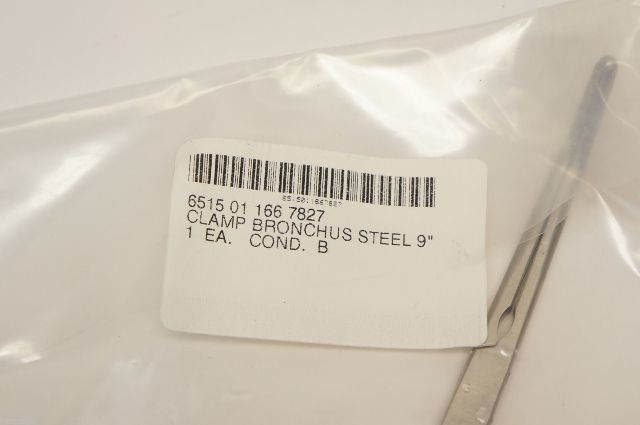 6515011667827
6515 01 166 7827
CLAMP BRONCHUS STEEL 9"
1 EA. COND. B